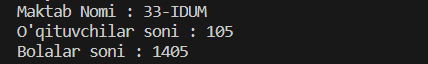 Maktab Nomi : 33-IDUM
O'qituvchilar soni : 105
Bolalar soni : 1405